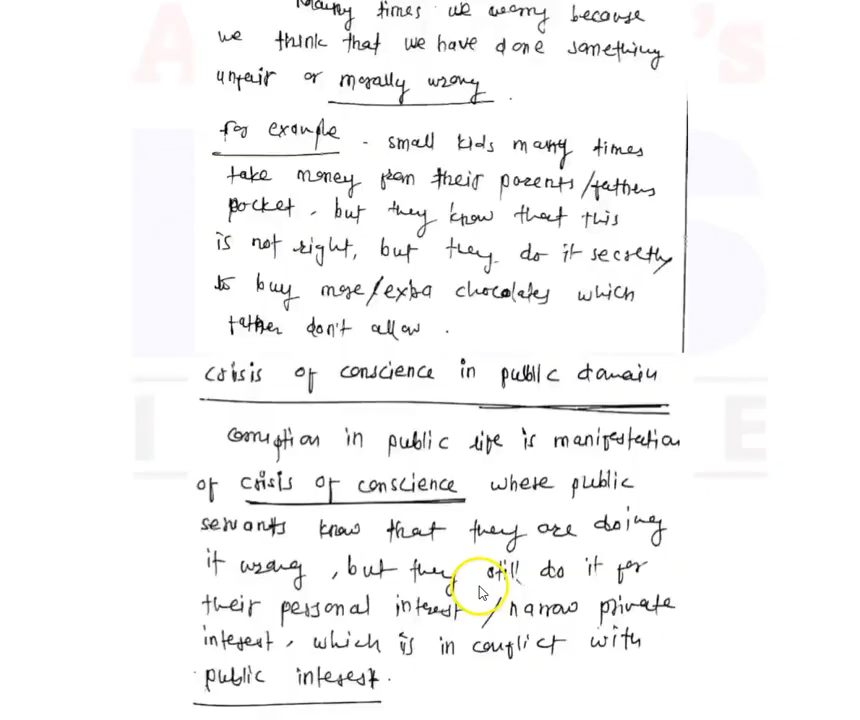 Many times we worry because
we think that we have done something
unfair or morally wrong.
for example - small kids many times
take money from their parents/fathers
pocket, but they know that this
is not right, but they do it secretly
to buy more/extra chocolates which
father don't allow.
crisis of conscience in public domain
corruption in public life is manifestation
of crisis of conscience where public
servants know that they are doing
it wrong, but they still do it for
their personal interest/narrow private
interest, which is in conflict with
public interest.